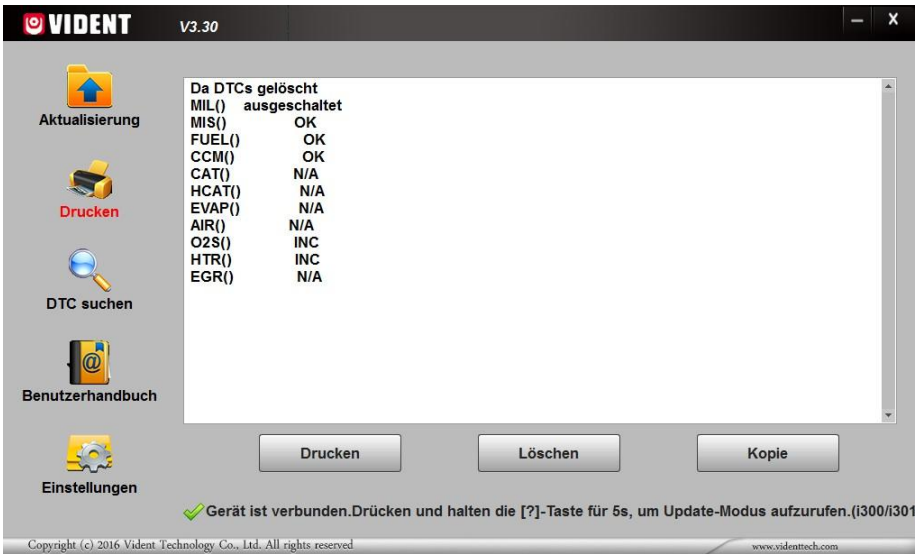 VIDENT V3.30
Aktualisierung
Drucken
DTC suchen
Benutzerhandbuch
Einstellungen
Da DTCs gelöscht
MIL() ausgeschaltet
MIS() OK
FUEL() OK
CCM() OK
CAT() N/A
HCAT() N/A
EVAP() N/A
AIR() N/A
O2S() INC
HTR() INC
EGR() N/A
Drucken Löschen Kopie
Gerät ist verbunden.Drücken und halten die [?]-Taste für 5s, um Update-Modus aufzurufen.(i300/i301
Copyright (c) 2016 Vident Technology Co., Ltd. All rights reserved www.videnttech.com